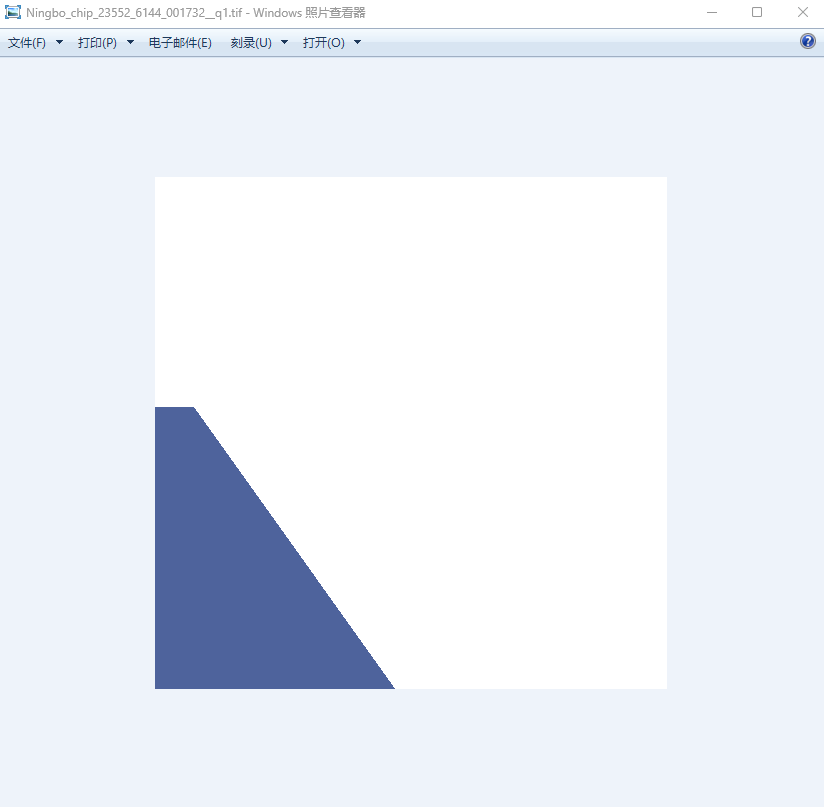 Ningbo_chip_23552_6144_001732__q1.tif - Windows 照片查看器
文件(F) 打印(P) 电子邮件(E) 刻录(U) 打开(O)